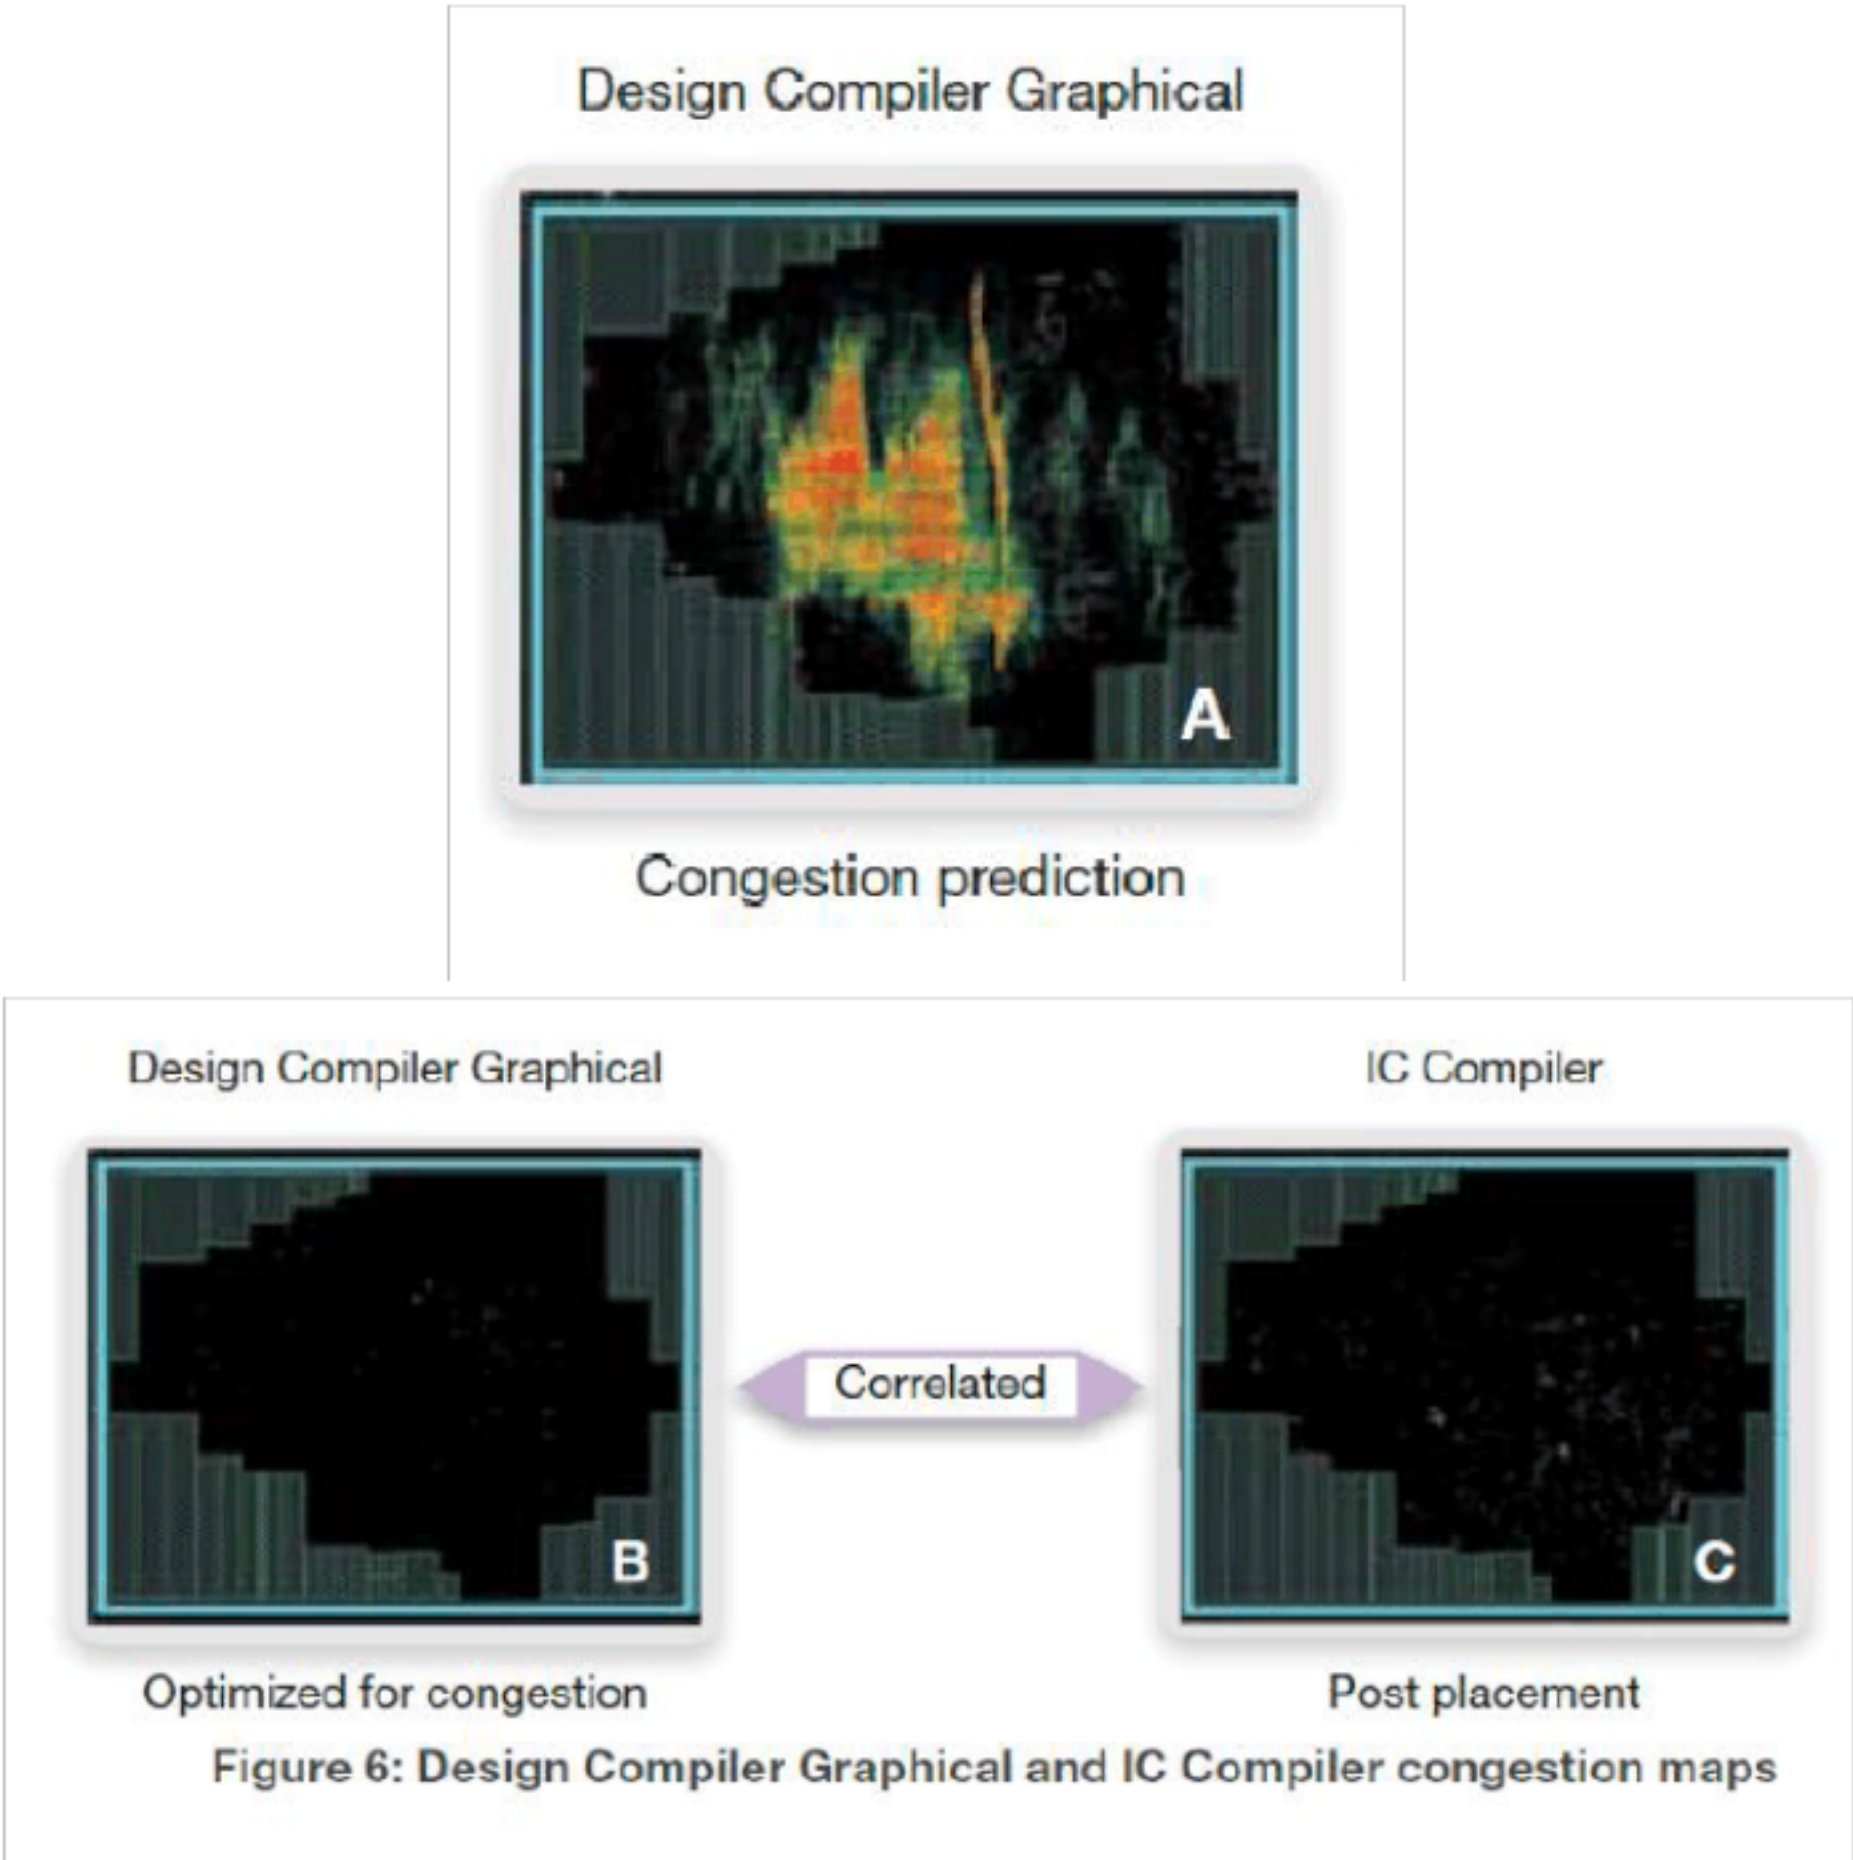 Design Compiler Graphical
A
Congestion prediction
Design Compiler Graphical
IC Compiler
Correlated
B
C
Optimized for congestion
Post placement
Figure 6: Design Compiler Graphical and IC Compiler congestion maps